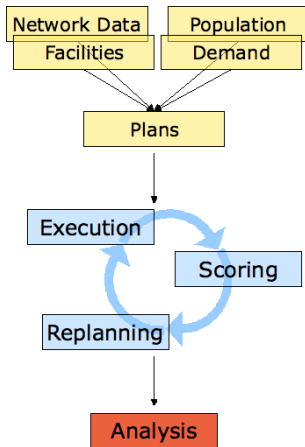 Network Data
Population
Facilities
Demand
Plans
Execution
Scoring
Replanning
Analysis